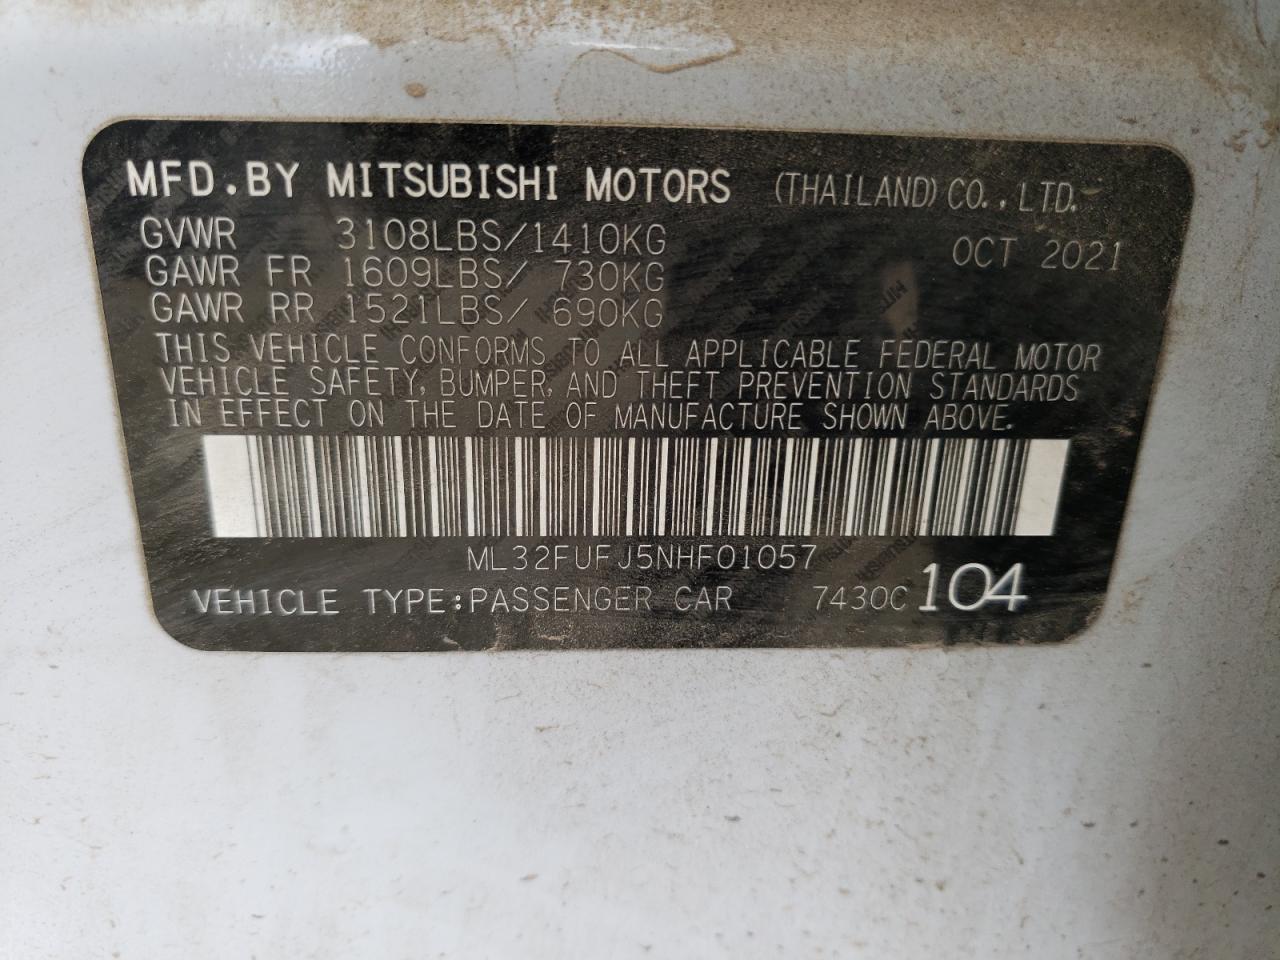 MFD.BY MITSUBISHI MOTORS (THAILAND) CO., LTD.
GVWR 3108LBS/1410KG OCT 2021
GAWR FR 1609LBS/ 730KG
GAWR RR 1521LBS/ 690KG
THIS VEHICLE CONFORMS TO ALL APPLICABLE FEDERAL MOTOR
VEHICLE SAFETY, BUMPER, AND THEFT PREVENTION STANDARDS
IN EFFECT ON THE DATE OF MANUFACTURE SHOWN ABOVE.
ML32FUFJ5NHF01057
VEHICLE TYPE:PASSENGER CAR 7430C 104